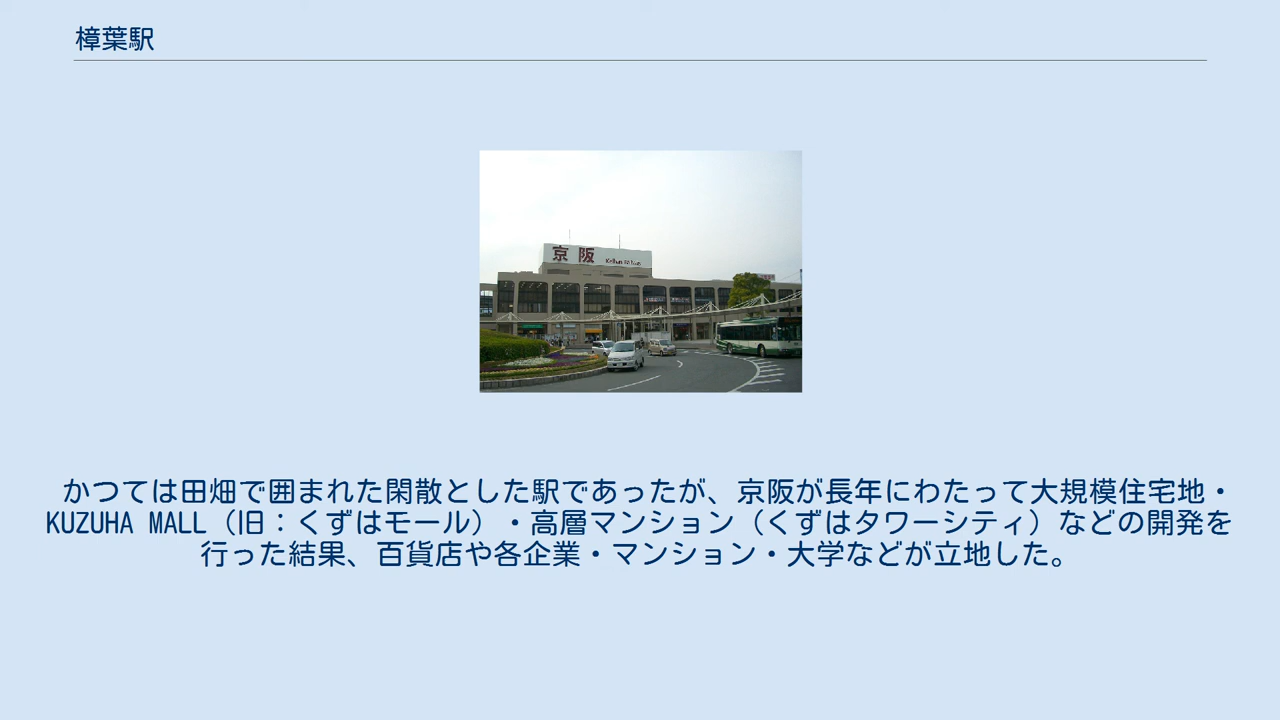 樟葉駅
京阪
かつては田畑で囲まれた閑散とした駅であったが、京阪が長年にわたって大規模住宅地・
KUZUHA MALL（旧：くずはモール）・高層マンション（くずはタワーシティ）などの開発を
行った結果、百貨店や各企業・マンション・大学などが立地した。